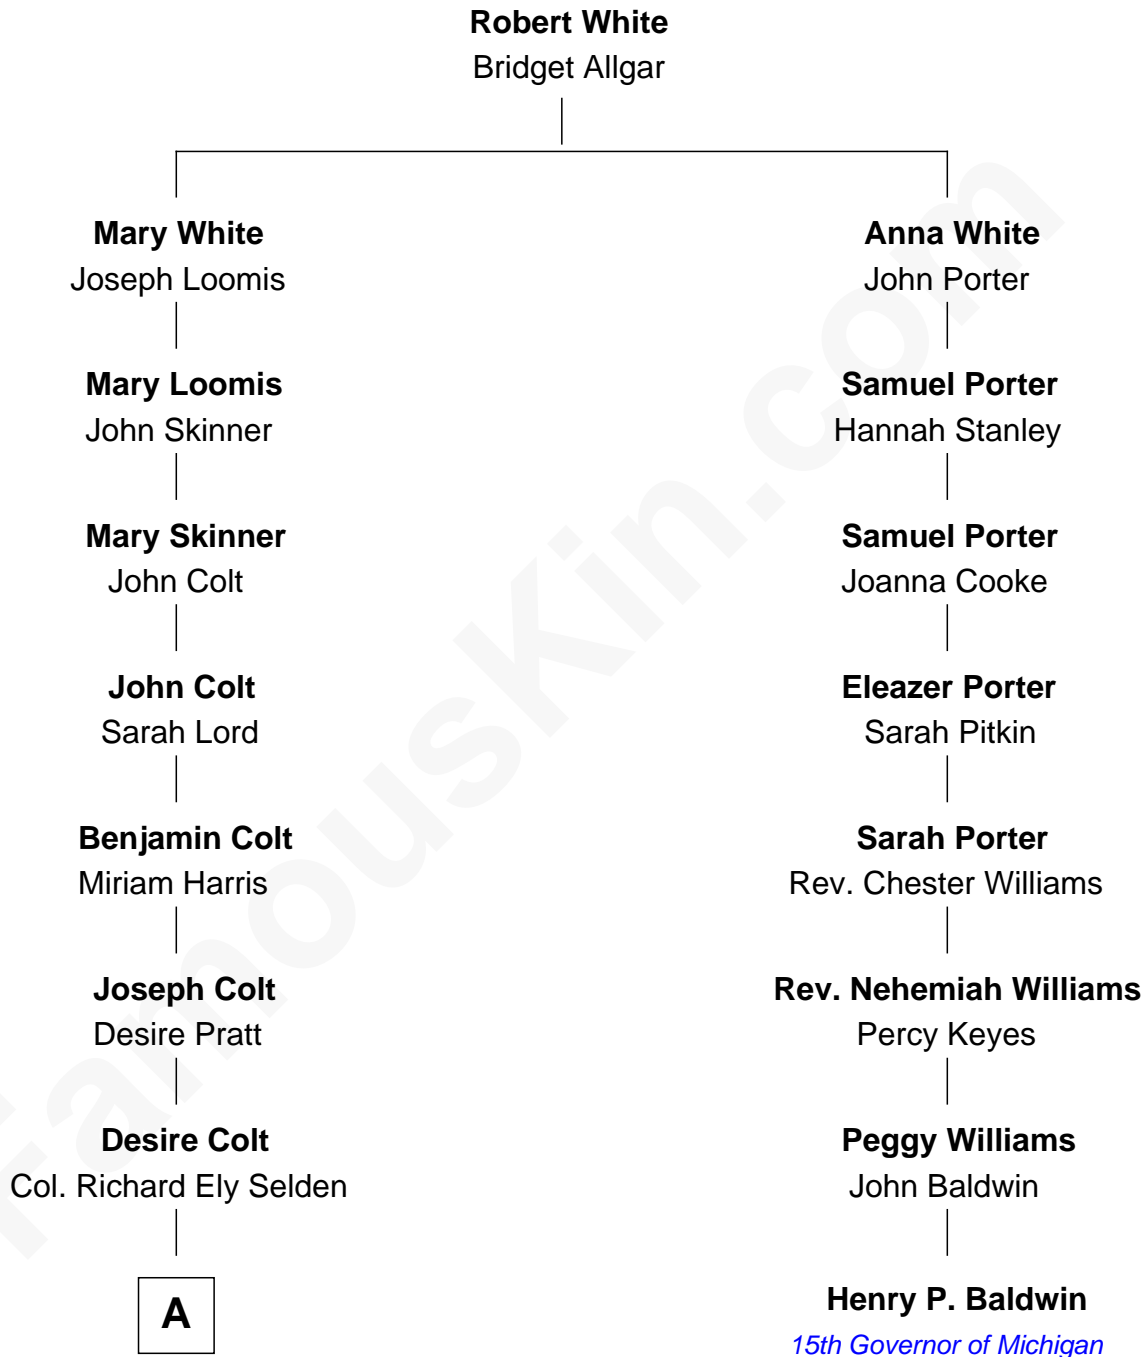 Robert White
Bridget Allgar
Mary White
Joseph Loomis
Anna White
John Porter
Mary Loomis
John Skinner
Samuel Porter
Hannah Stanley
Mary Skinner
John Colt
Samuel Porter
Joanna Cooke
John Colt
Sarah Lord
Eleazer Porter
Sarah Pitkin
Benjamin Colt
Miriam Harris
Sarah Porter
Rev. Chester Williams
Joseph Colt
Desire Pratt
Rev. Nehemiah Williams
Percy Keyes
Desire Colt
Col. Richard Ely Selden
Peggy Williams
John Baldwin
A
Henry P. Baldwin
15th Governor of Michigan
FamousKin.com